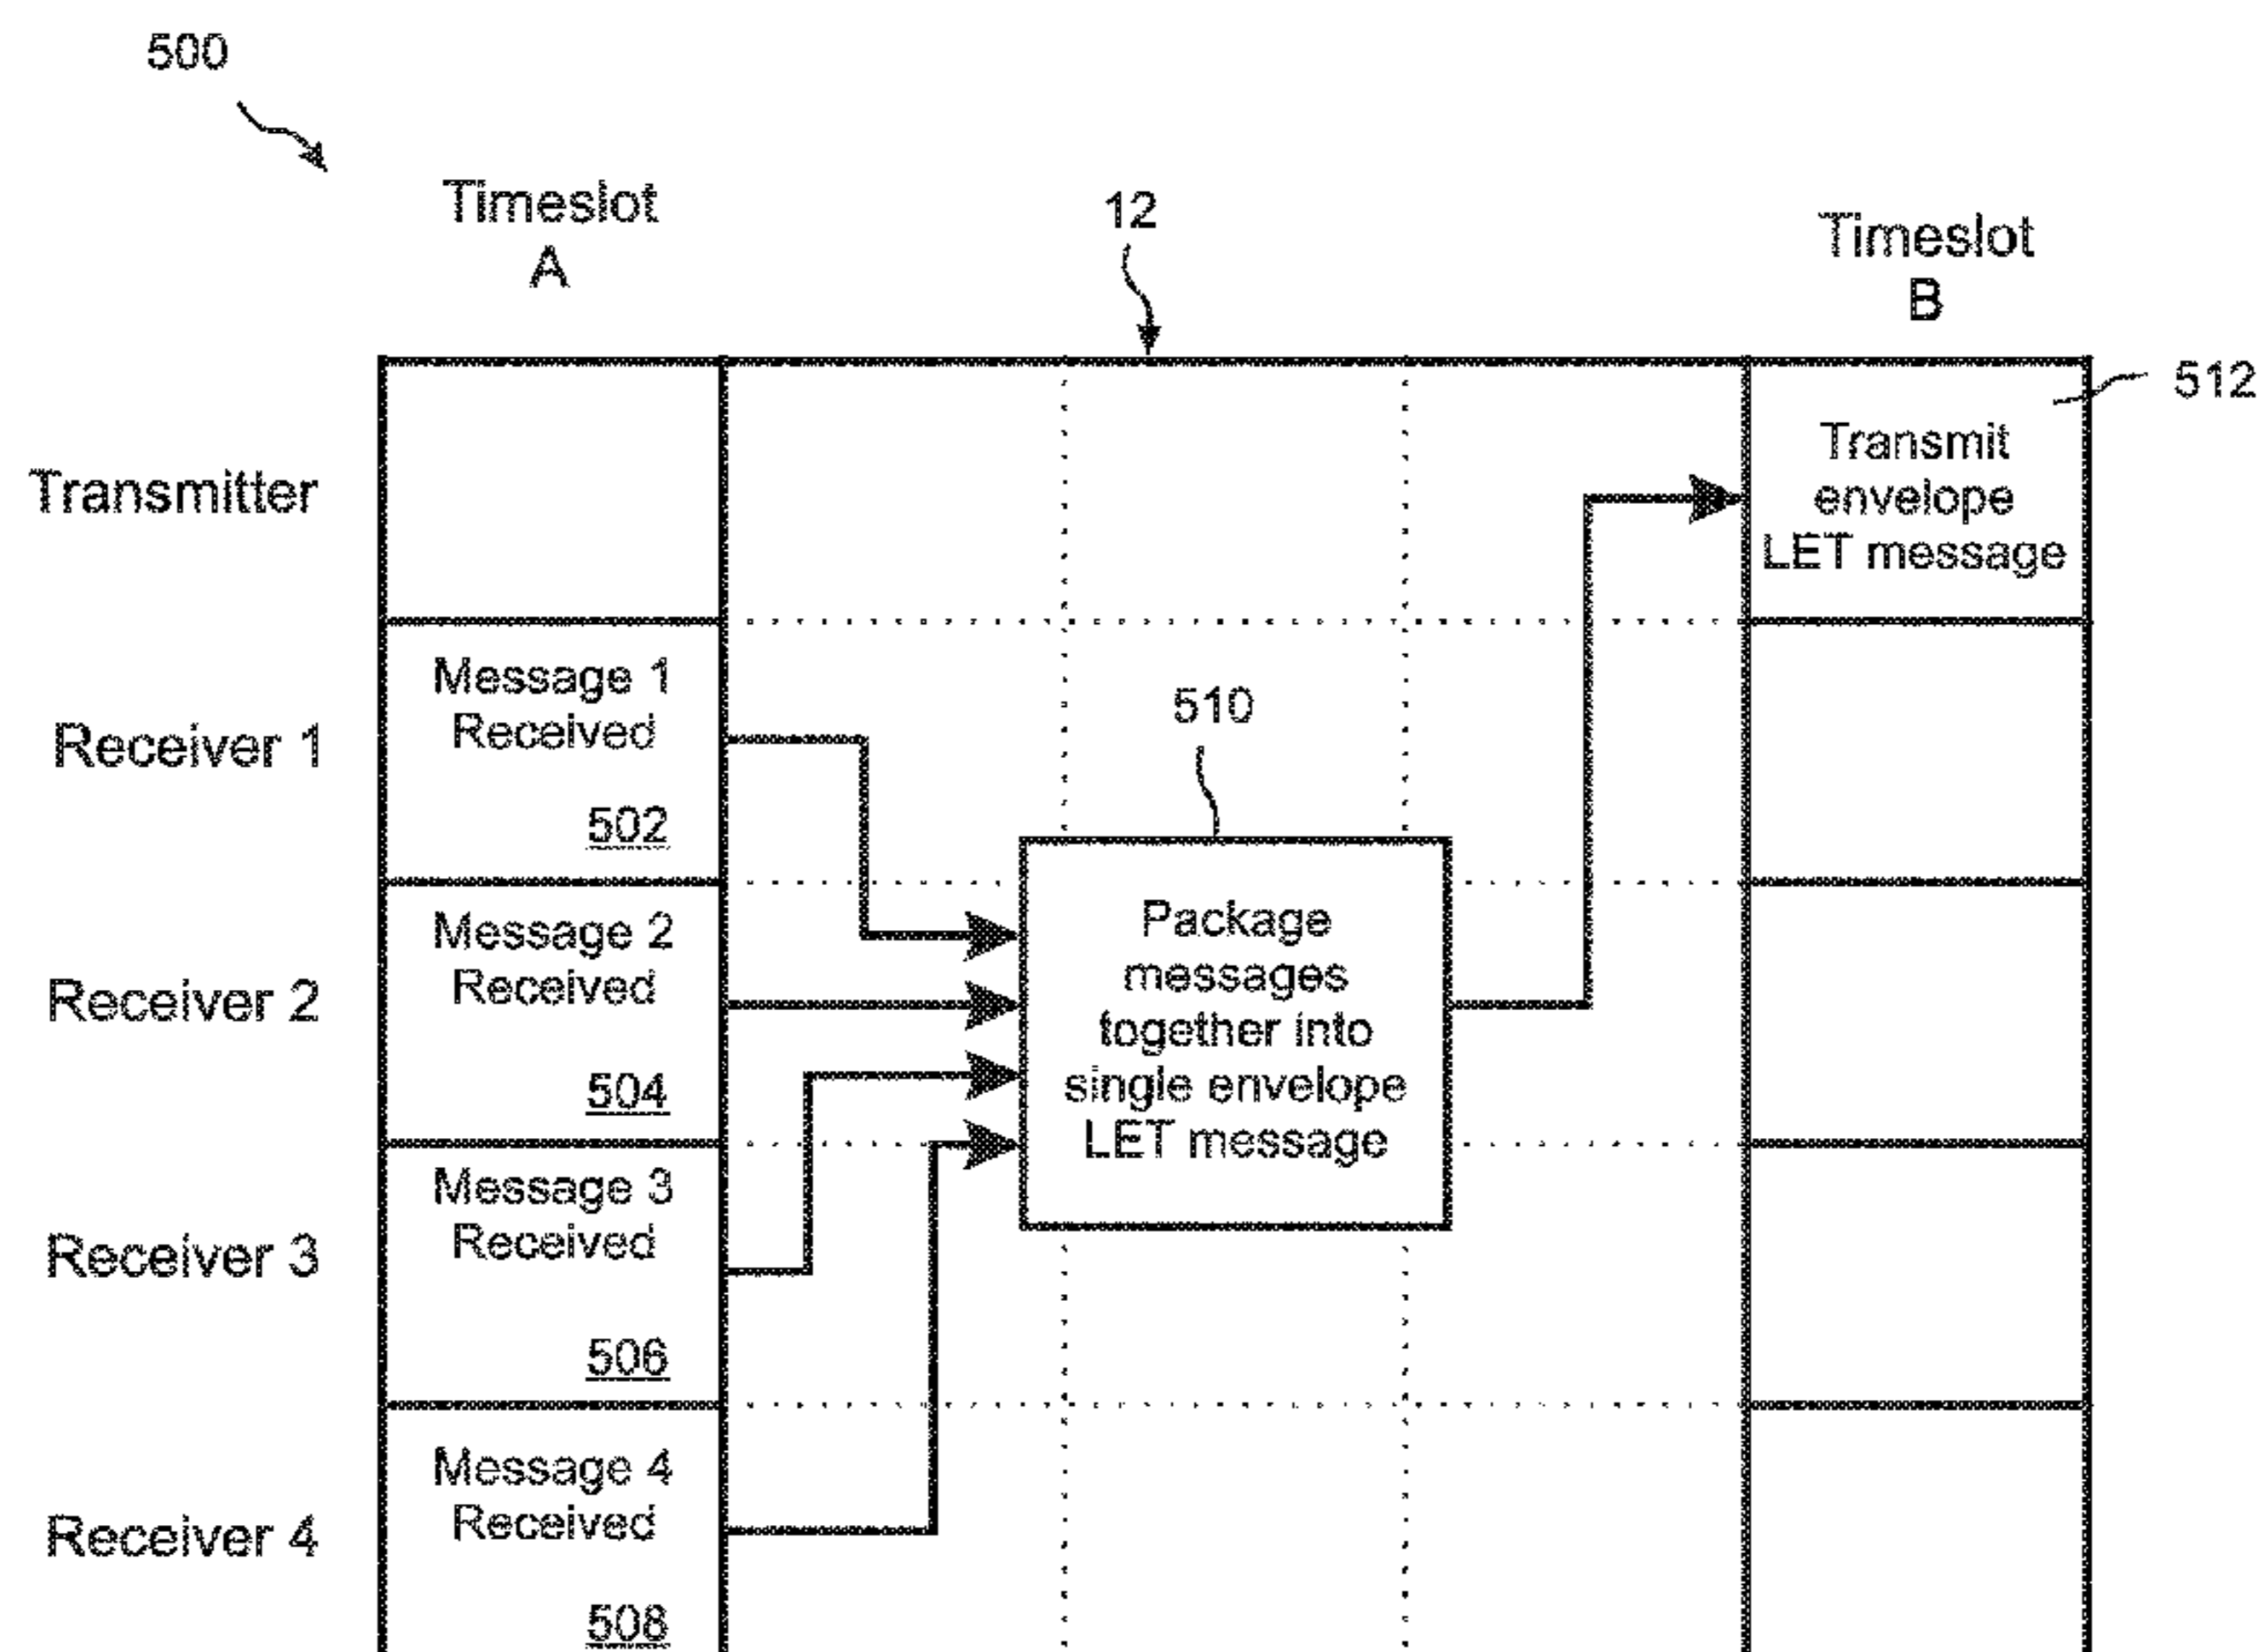 500
Timeslot
A
12
Timeslot
B
512
Transmitter
Transmit
envelope
LET message
Receiver 1
Message 1
Received
502
510
Receiver 2
Message 2
Received
504
Package
messages
together into
single envelope
LET message
Receiver 3
Message 3
Received
506
Receiver 4
Message 4
Received
508